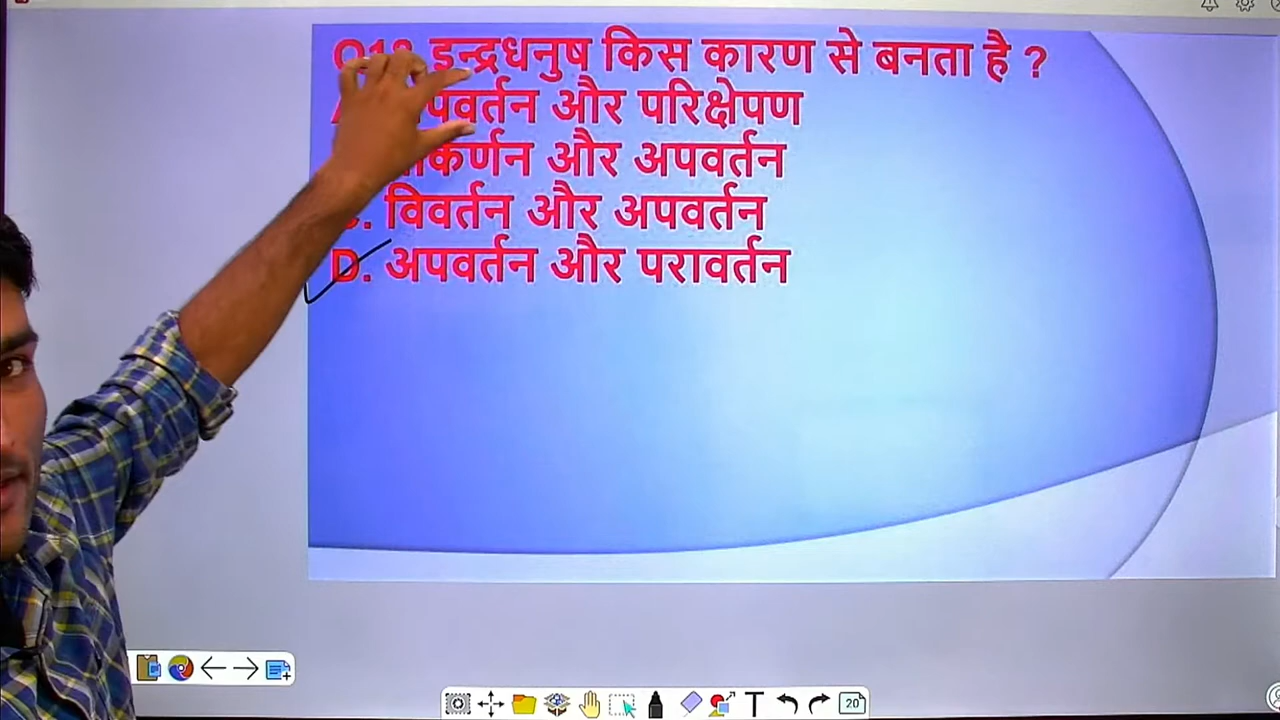 इन्द्रधनुष किस कारण से बनता है ?
और परिक्षेपण
और अपवर्तन
विवर्तन और अपवर्तन
D. अपवर्तन और परावर्तन
T 20